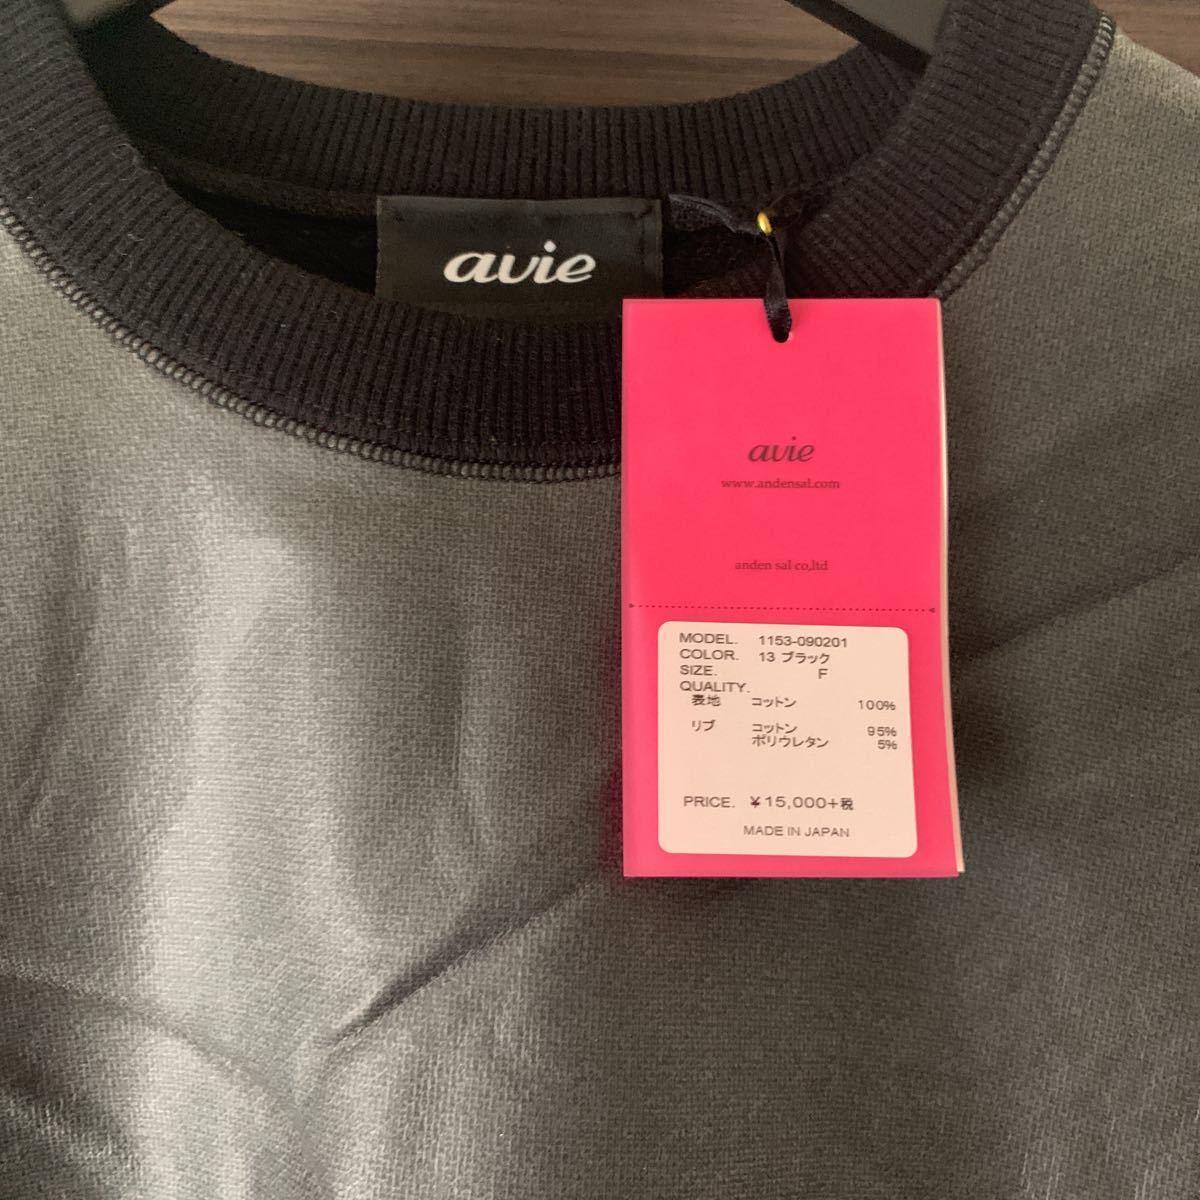 avie
avie
www.andensal.com
anden sal co,ltd
MODEL. 1153-090201
COLOR. 13 ブラック
SIZE. F
QUALITY.
表地 コットン 100%
リブ コットン 95%
ポリウレタン 5%
PRICE. ¥15,000+税
MADE IN JAPAN